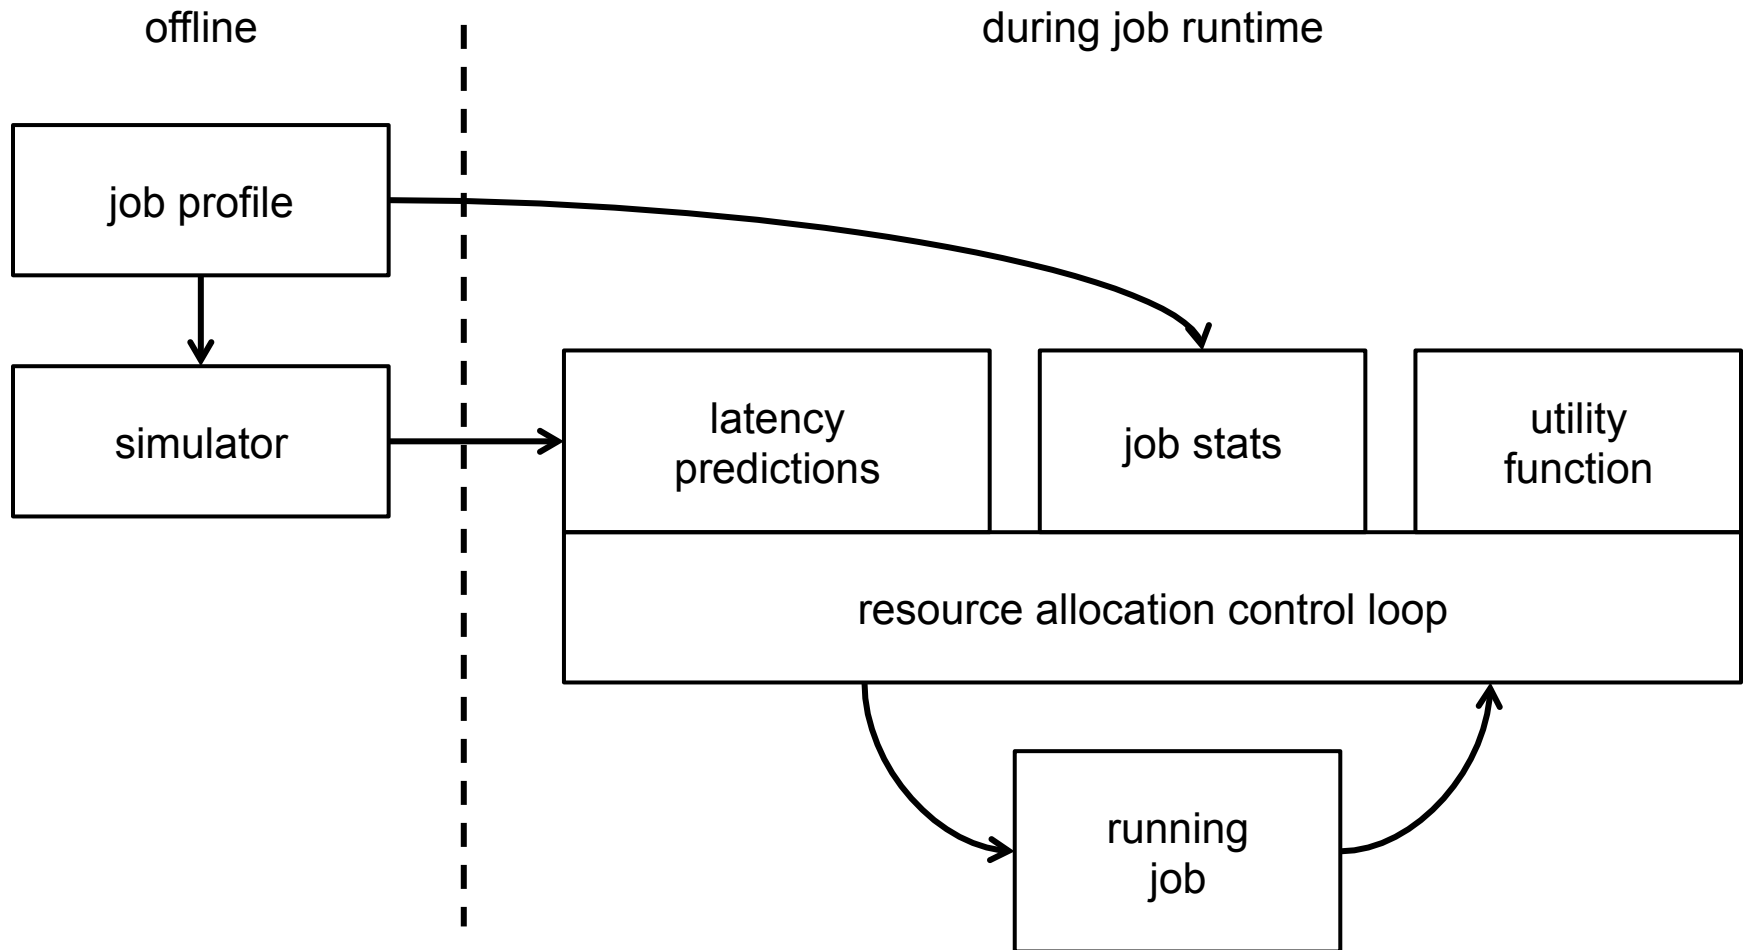 offline
during job runtime
job profile
simulator
latency
predictions
job stats
utility
function
resource allocation control loop
running
job